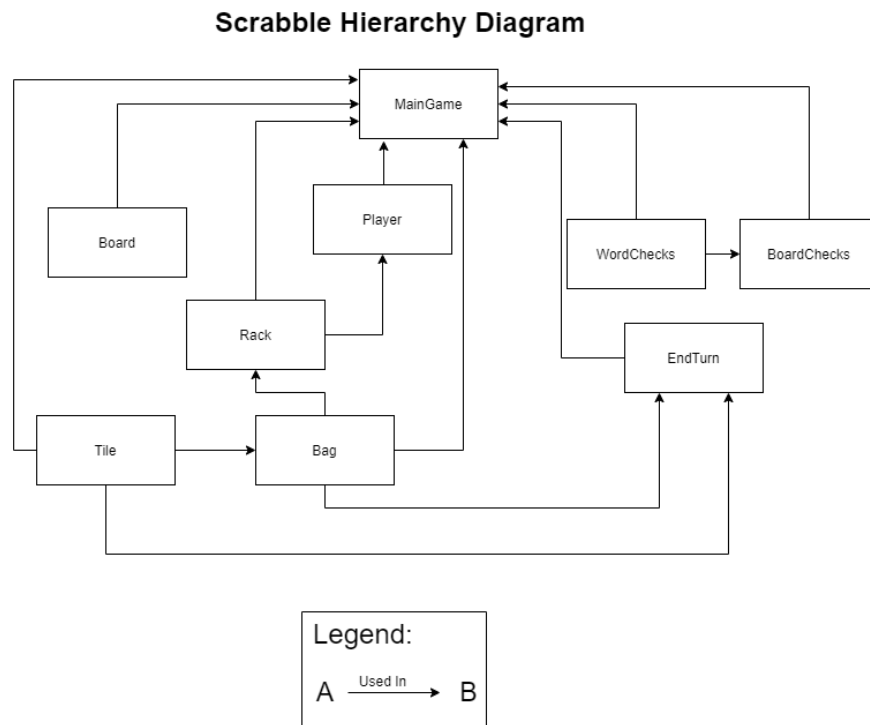 Scrabble Hierarchy Diagram
MainGame
Player
Board
WordChecks
BoardChecks
Rack
EndTurn
Tile
Bag
Legend:
A Used In B